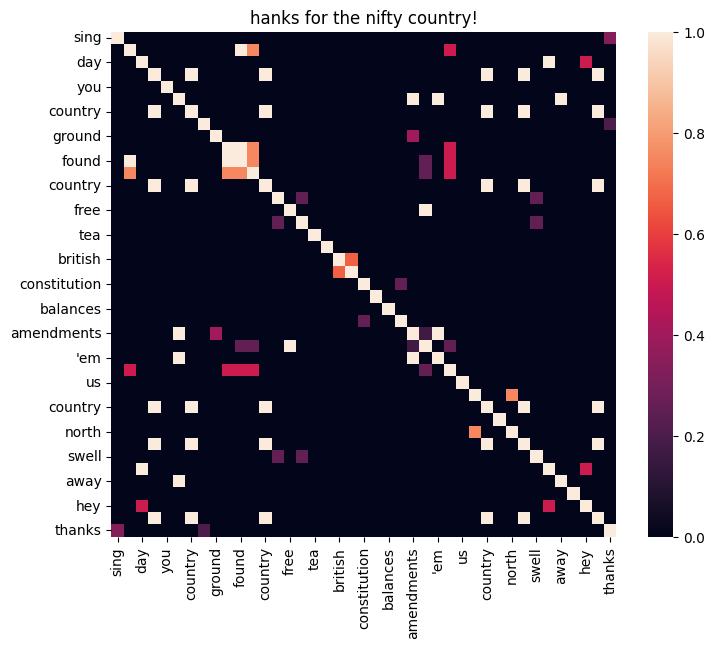 hanks for the nifty country!
sing
day
you
country
ground
found
country
free
tea
british
constitution
balances
amendments
'em
us
country
north
swell
away
hey
thanks
sing
day
you
country
ground
found
country
free
tea
british
constitution
balances
amendments
'em
us
country
north
swell
away
hey
thanks
1.0
0.8
0.6
0.4
0.2
0.0